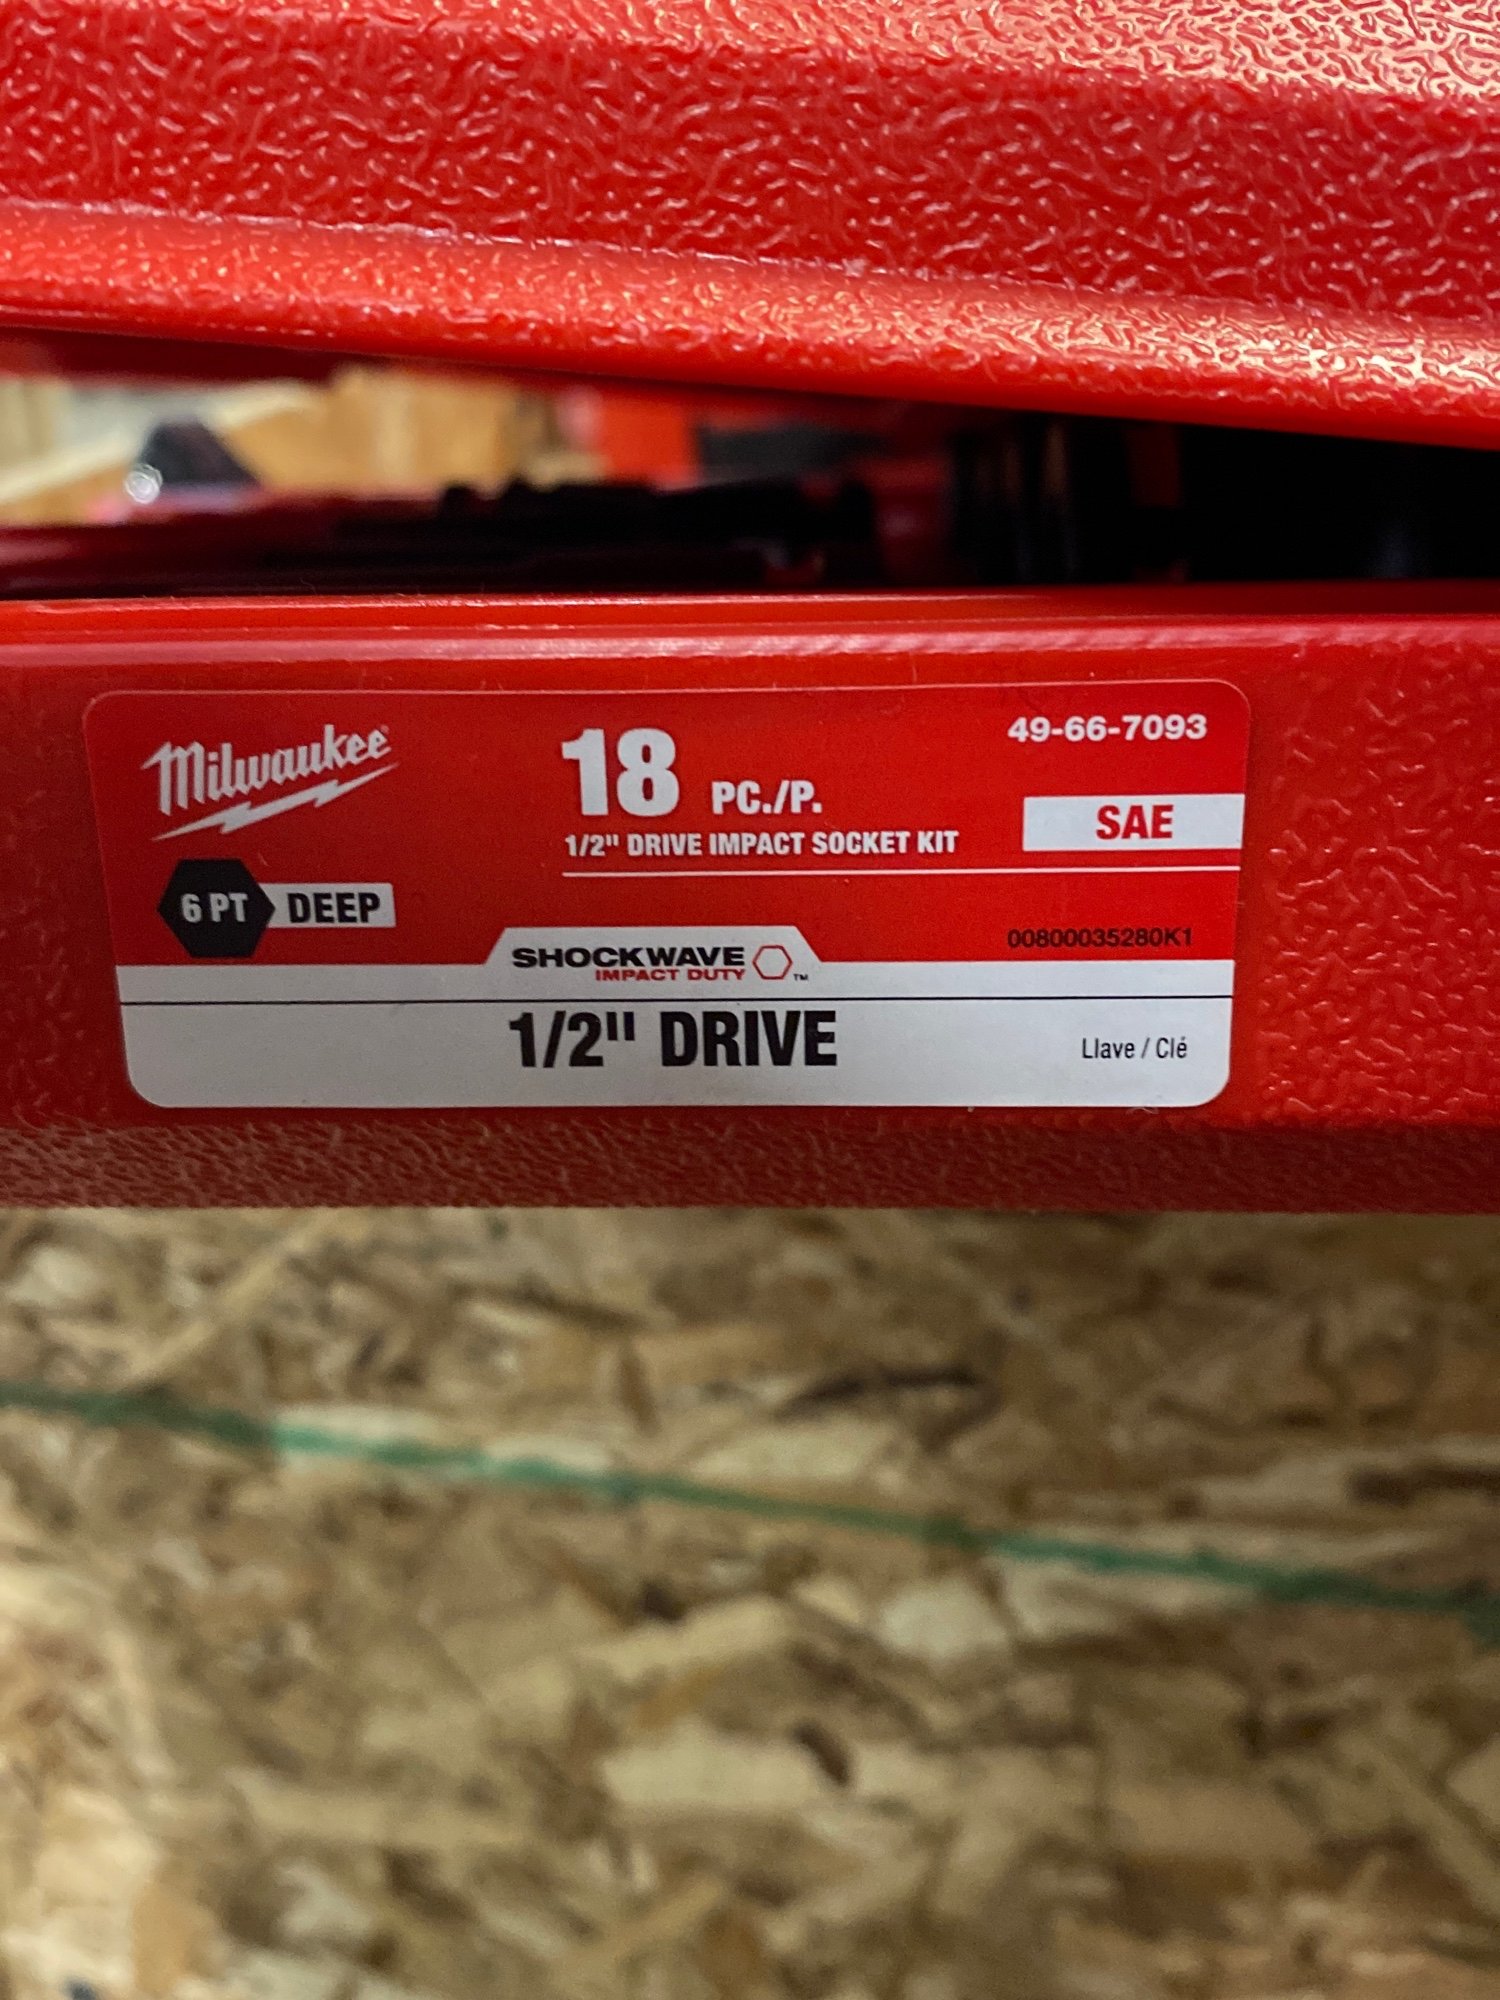 Milwaukee
18 PC./P.
1/2" DRIVE IMPACT SOCKET KIT
49-66-7093
SAE
6 PT DEEP
00800035280K1
SHOCKWAVE
IMPACT DUTY ™
1/2" DRIVE
Llave / Clé